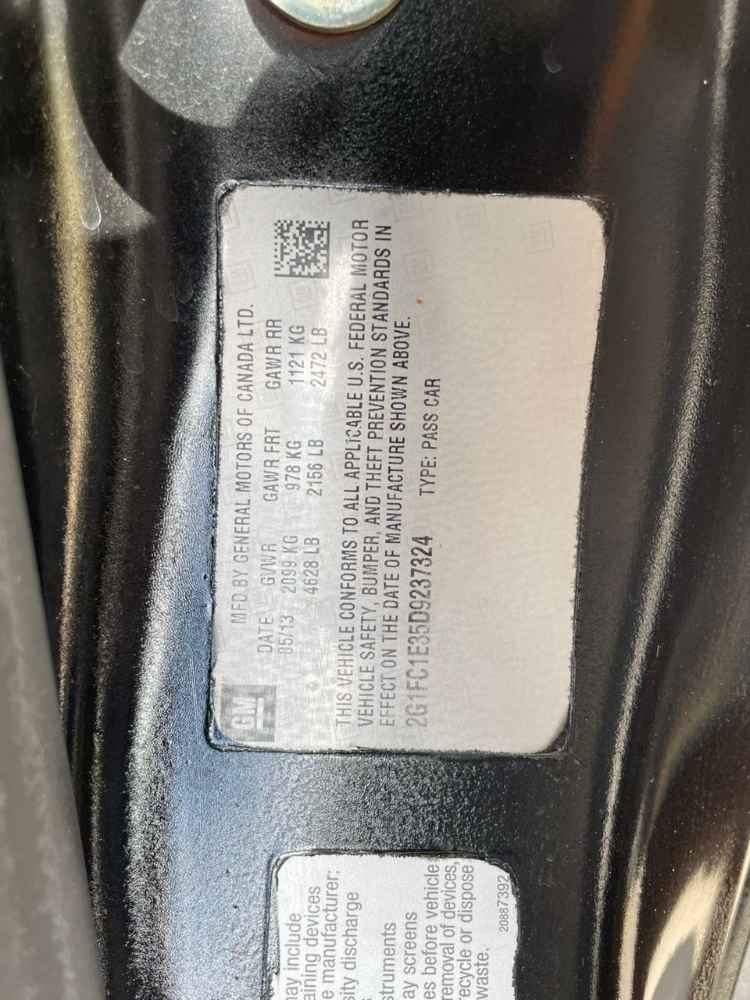 GM
MFD BY GENERAL MOTORS OF CANADA LTD.
DATE GVWR GAWR FRT GAWR RR
05/13 2099 KG 978 KG 1121 KG
4628 LB 2156 LB 2472 LB
THIS VEHICLE CONFORMS TO ALL APPLICABLE U.S. FEDERAL MOTOR
VEHICLE SAFETY, BUMPER, AND THEFT PREVENTION STANDARDS IN
EFFECT ON THE DATE OF MANUFACTURE SHOWN ABOVE.
2G1FC1E35D9237324 TYPE: PASS CAR
may include
aining devices
e manufacturer;
sity discharge
struments
ay screens
es before vehicle
removal of devices,
recycle or dispose
waste.
20887392